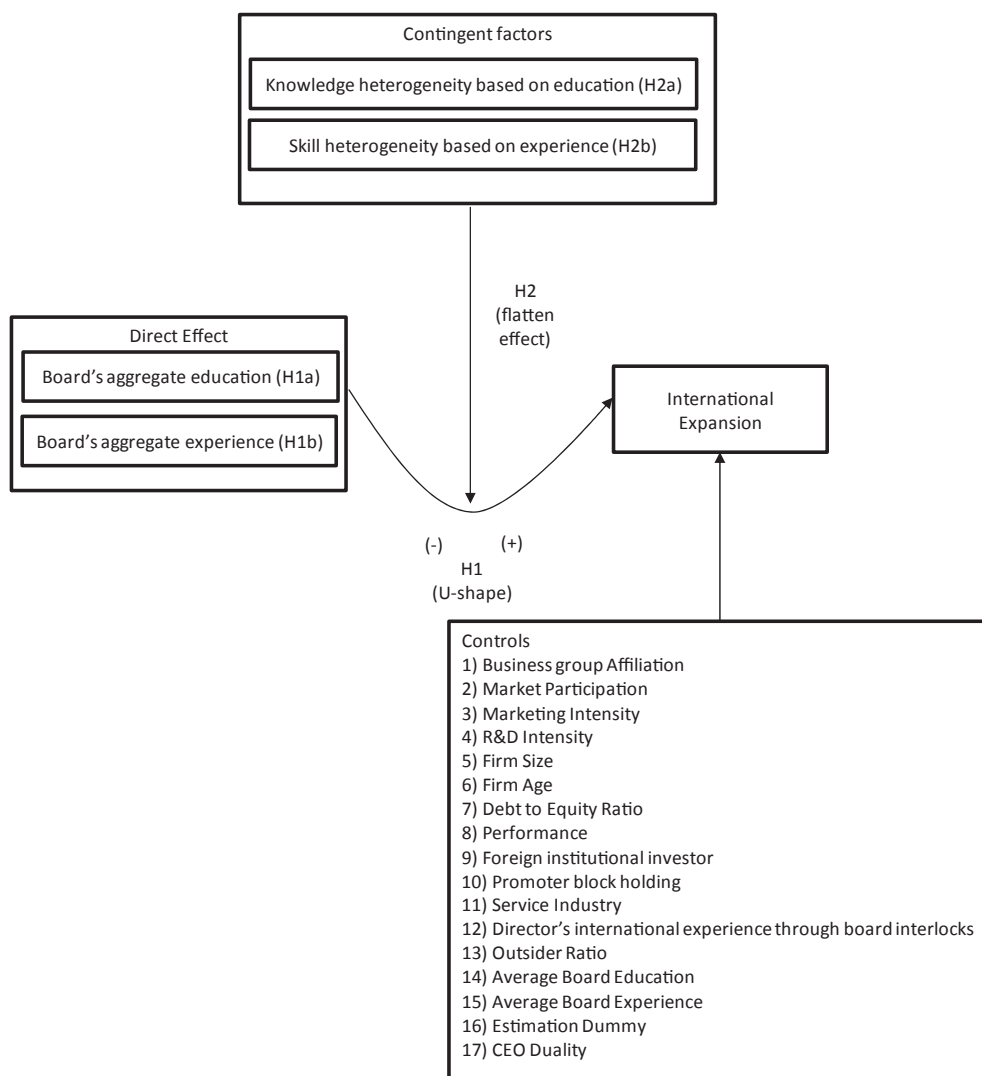 Contingent factors
Knowledge heterogeneity based on education (H2a)
Skill heterogeneity based on experience (H2b)
H2
(flatten
effect)
Direct Effect
Board's aggregate education (H1a)
Board's aggregate experience (H1b)
International
Expansion
(-) (+)
H1
(U-shape)
Controls
1) Business group Affiliation
2) Market Participation
3) Marketing Intensity
4) R&D Intensity
5) Firm Size
6) Firm Age
7) Debt to Equity Ratio
8) Performance
9) Foreign institutional investor
10) Promoter block holding
11) Service Industry
12) Director's international experience through board interlocks
13) Outsider Ratio
14) Average Board Education
15) Average Board Experience
16) Estimation Dummy
17) CEO Duality